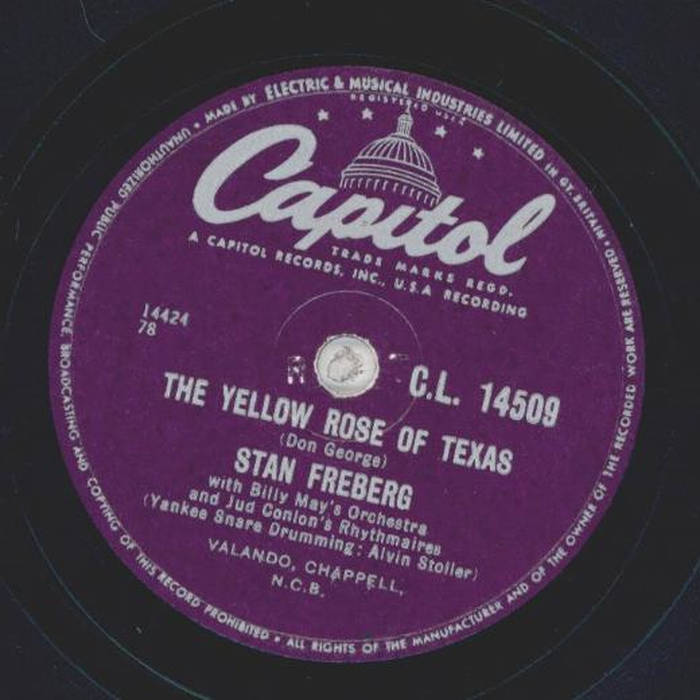 MADE BY ELECTRIC & MUSICAL INDUSTRIES LIMITED IN GT. BRITAIN • ALL RIGHTS OF THE MANUFACTURER AND OF THE OWNER OF THE RECORDED WORK ARE RESERVED • UNAUTHORIZED PUBLIC PERFORMANCE, BROADCASTING AND COPYING OF THIS RECORD PROHIBITED •
Capitol
TRADE MARKS REGD.
A CAPITOL RECORDS, INC., U.S.A RECORDING
14424
78
C.L. 14509
THE YELLOW ROSE OF TEXAS
(Don George)
STAN FREBERG
with Billy May's Orchestra
and Jud Conlon's Rhythmaires
(Yankee Snare Drumming: Alvin Stoller)
VALANDO, CHAPPELL,
N.C.B.